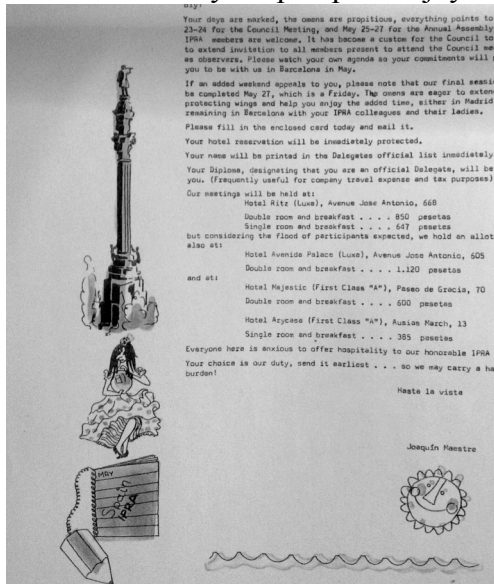 Your days are marked, the omens are propitious, everything points to
23-24 for the Council Meeting, and May 25-27 for the Annual Assembly
IPRA members are welcome. It has become a custom for the Council to
to extend invitation to all members present to attend the Council
as observers. Please watch your own agenda so your commitments will
you to be with us in Barcelona in May.
If an added weekend appeals to you, please note that our final
be completed May 27, which is a Friday. The omens are eager to
protecting wings and help you enjoy the added time, either in Madrid
remaining in Barcelona with your IPRA colleagues and their ladies.
Please fill in the enclosed card today and mail it.
Your hotel reservation will be inmediately protected.
Your name will be printed in the Delegates official list inmediately
Your Diploma, designating that you are an official Delegate, will be
you. (Frequently useful for company travel expense and tax purposes)
Our meetings will be held at:
Hotel Ritz (Luxe), Avenue Jose Antonio, 668
Double room and breakfast . . . . 850 pesetas
Single room and breakfast . . . . 647 pesetas
but considering the flood of participants expected, we hold an
also at:
Hotel Avenida Palace (Luxe), Avenue Jose Antonio, 605
Double room and breakfast . . . . 1.120 pesetas
and at:
Hotel Majestic (First Class "A"), Paseo de Gracia, 70
Double room and breakfast . . . . 600 pesetas
Hotel Arycasa (First Class "A"), Ausias March, 13
Single room and breakfast . . . . 385 pesetas
Everyone here is anxious to offer hospitality to our honorable IPRA
Your choice is our duty, send it earliest . . . so we may carry a
burden!
Hasta la vista
Joaquín Maestre
MAY
Spain
IPRA